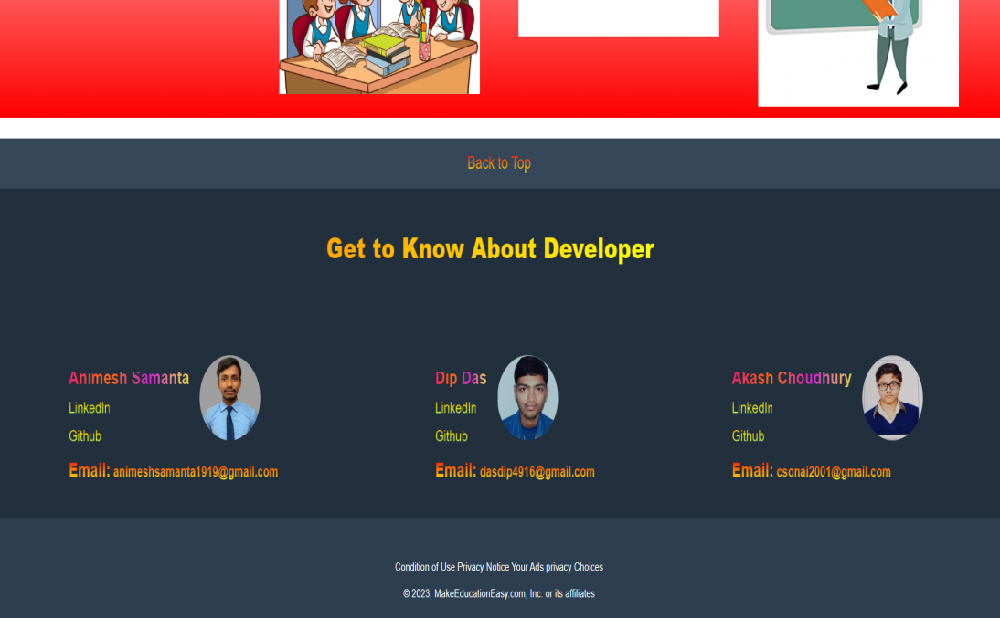 Back to Top
Get to Know About Developer
Animesh Samanta
LinkedIn
Github
Email: animeshsamanta1919@gmail.com
Dip Das
LinkedIn
Github
Email: dasdip4916@gmail.com
Akash Choudhury
LinkedIn
Github
Email: csonai2001@gmail.com
Condition of Use Privacy Notice Your Ads privacy Choices
© 2023, MakeEducationEasy.com, Inc. or its affiliates